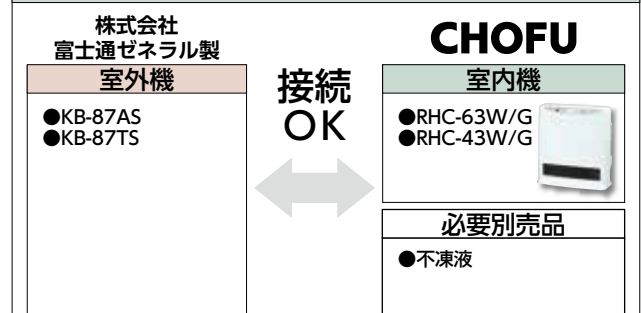 株式会社
富士通ゼネラル製
室外機
●KB-87AS
●KB-87TS
接続
OK
CHOFU
室内機
●RHC-63W/G
●RHC-43W/G
必要別売品
●不凍液